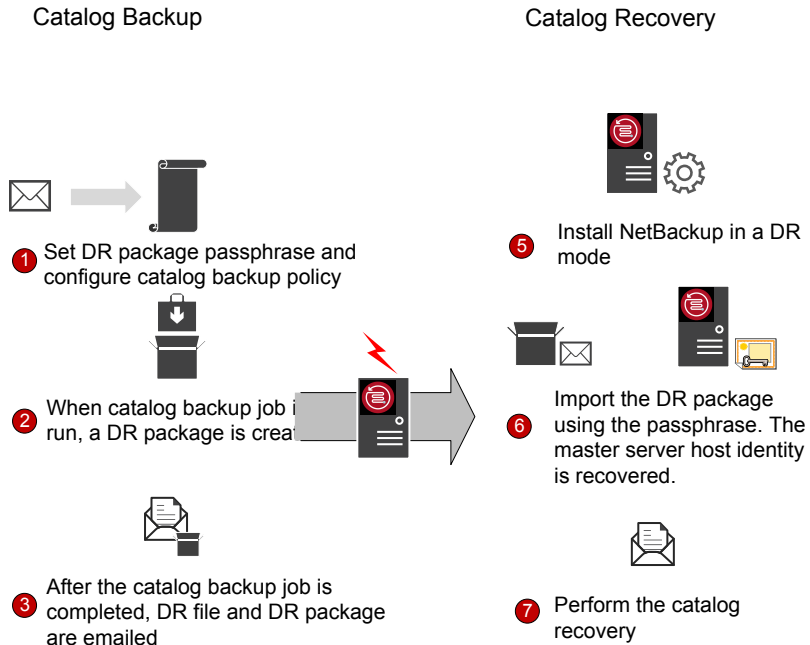 Catalog Backup
1 Set DR package passphrase and
configure catalog backup policy
2 When catalog backup job
run, a DR package is
3 After the catalog backup job is
completed, DR file and DR package
are emailed
Catalog Recovery
5 Install NetBackup in a DR
mode
6 Import the DR package
using the passphrase. The
master server host identity
is recovered.
7 Perform the catalog
recovery